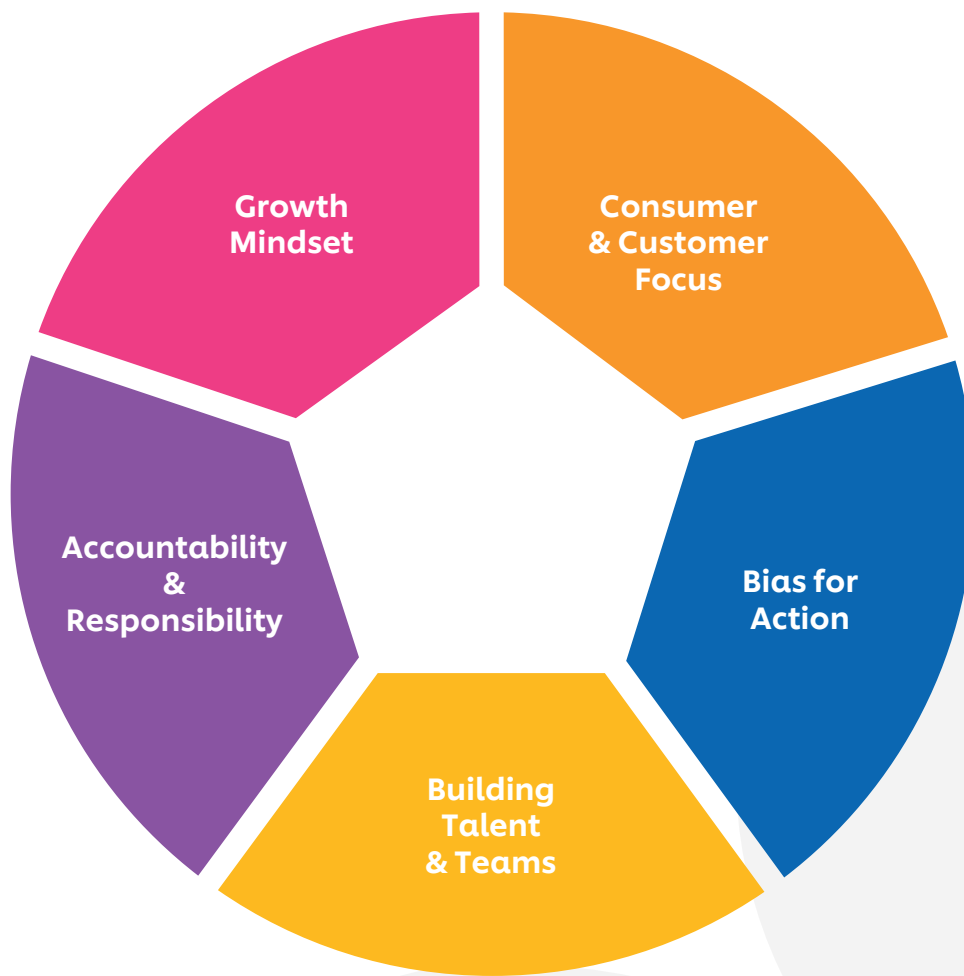 Growth
Mindset
Consumer
& Customer
Focus
Accountability
&
Responsibility
Bias for
Action
Building
Talent
& Teams